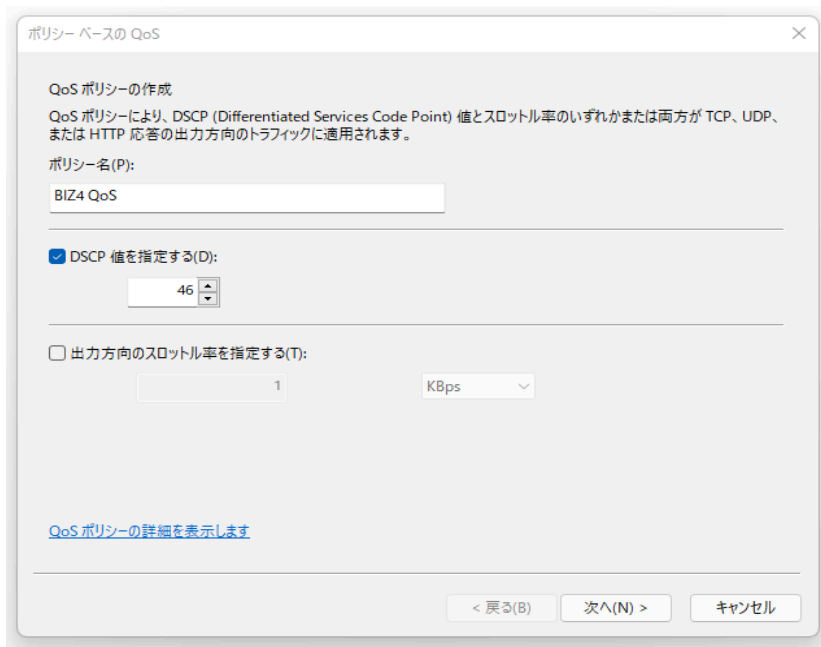 ポリシー ベースの QoS
QoS ポリシーの作成
QoS ポリシーにより、DSCP (Differentiated Services Code Point) 値とスロットル率のいずれかまたは両方が TCP、UDP、
または HTTP 応答の出力方向のトラフィックに適用されます。
ポリシー名(P):
BIZ4 QoS
DSCP 値を指定する(D):
46
出力方向のスロットル率を指定する(T):
1
KBps
QoS ポリシーの詳細を表示します
< 戻る(B)
次へ(N) >
キャンセル